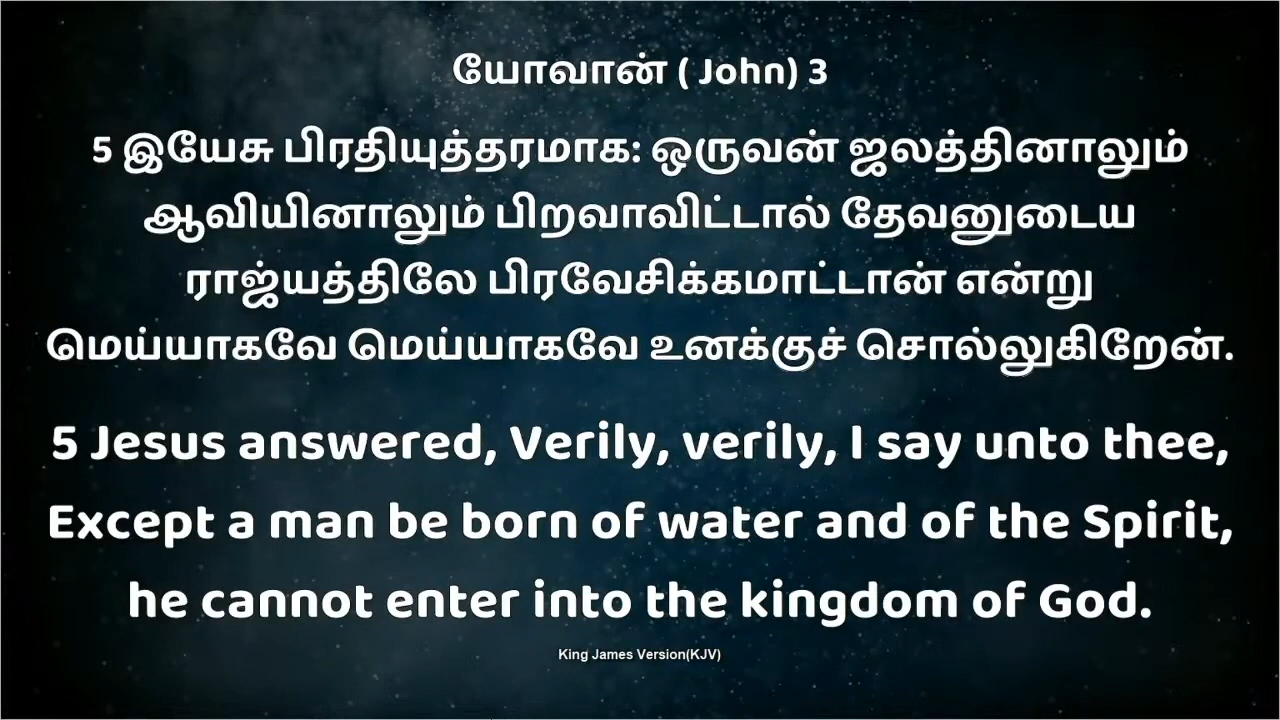 யோவான் ( John) 3
5 இயேசு பிரதியுத்தரமாக: ஒருவன் ஜலத்தினாலும்
ஆவியினாலும் பிறவாவிட்டால் தேவனுடைய
ராஜ்யத்திலே பிரவேசிக்கமாட்டான் என்று
மெய்யாகவே மெய்யாகவே உனக்குச் சொல்லுகிறேன்.
5 Jesus answered, Verily, verily, I say unto thee,
Except a man be born of water and of the Spirit,
he cannot enter into the kingdom of God.
King James Version(KJV)